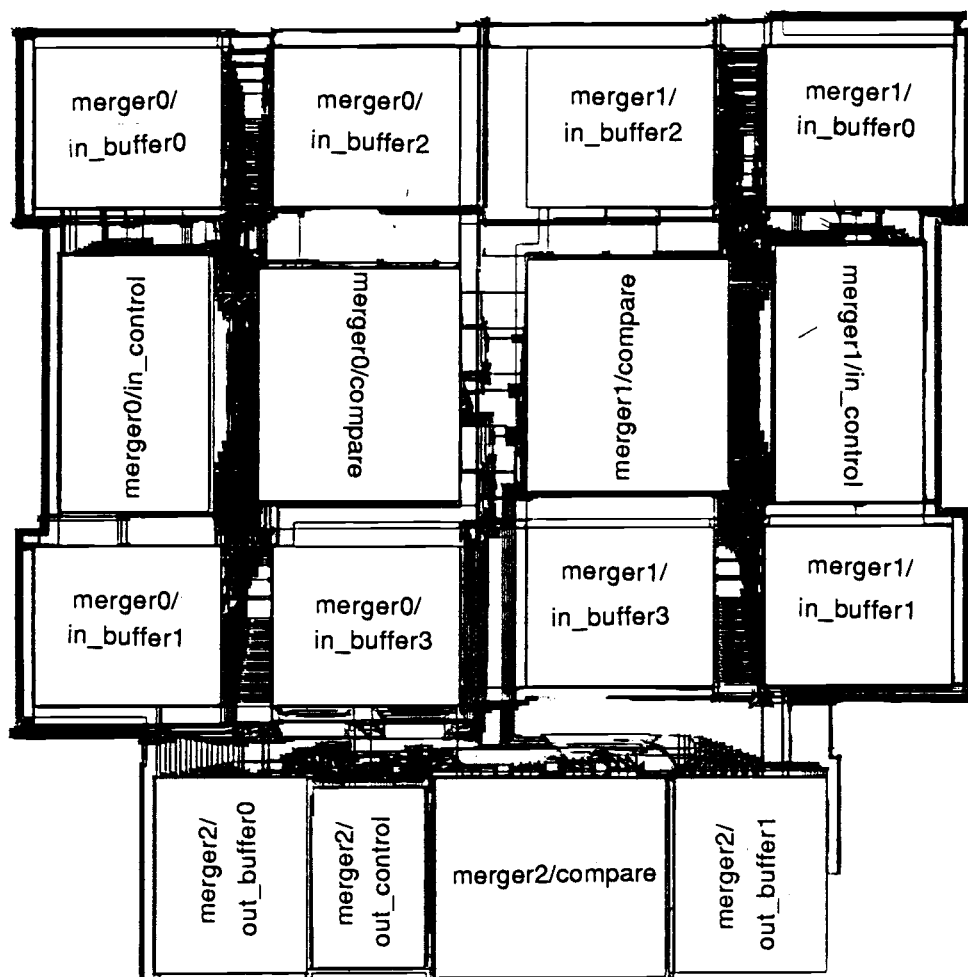 merger0/
in_buffer0
merger0/
in_buffer2
merger1/
in_buffer2
merger1/
in_buffer0
merger0/in_control
merger0/compare
merger1/compare
merger1/in_control
merger0/
in_buffer1
merger0/
in_buffer3
merger1/
in_buffer3
merger1/
in_buffer1
merger2/
out_buffer0
merger2/
out_control
merger2/compare
merger2/
out_buffer1